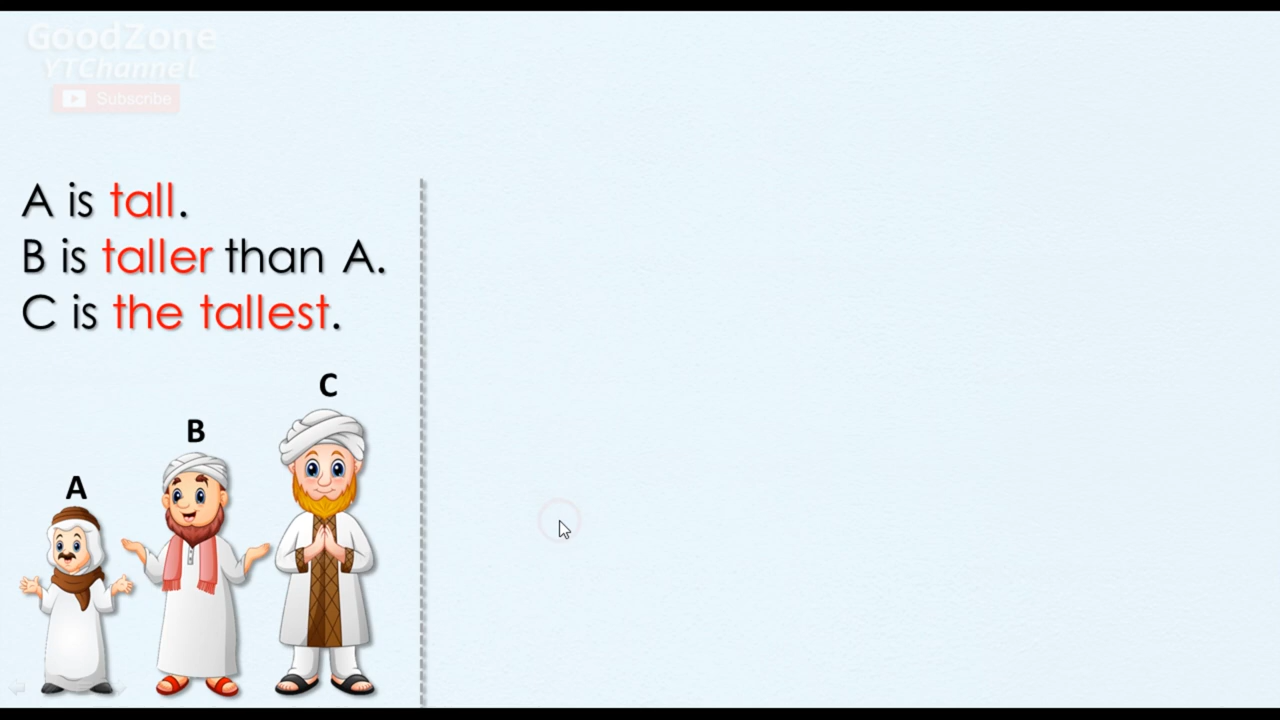 GoodZone
YTChannel
Subscribe
A is tall.
B is taller than A.
C is the tallest.
C
B
A